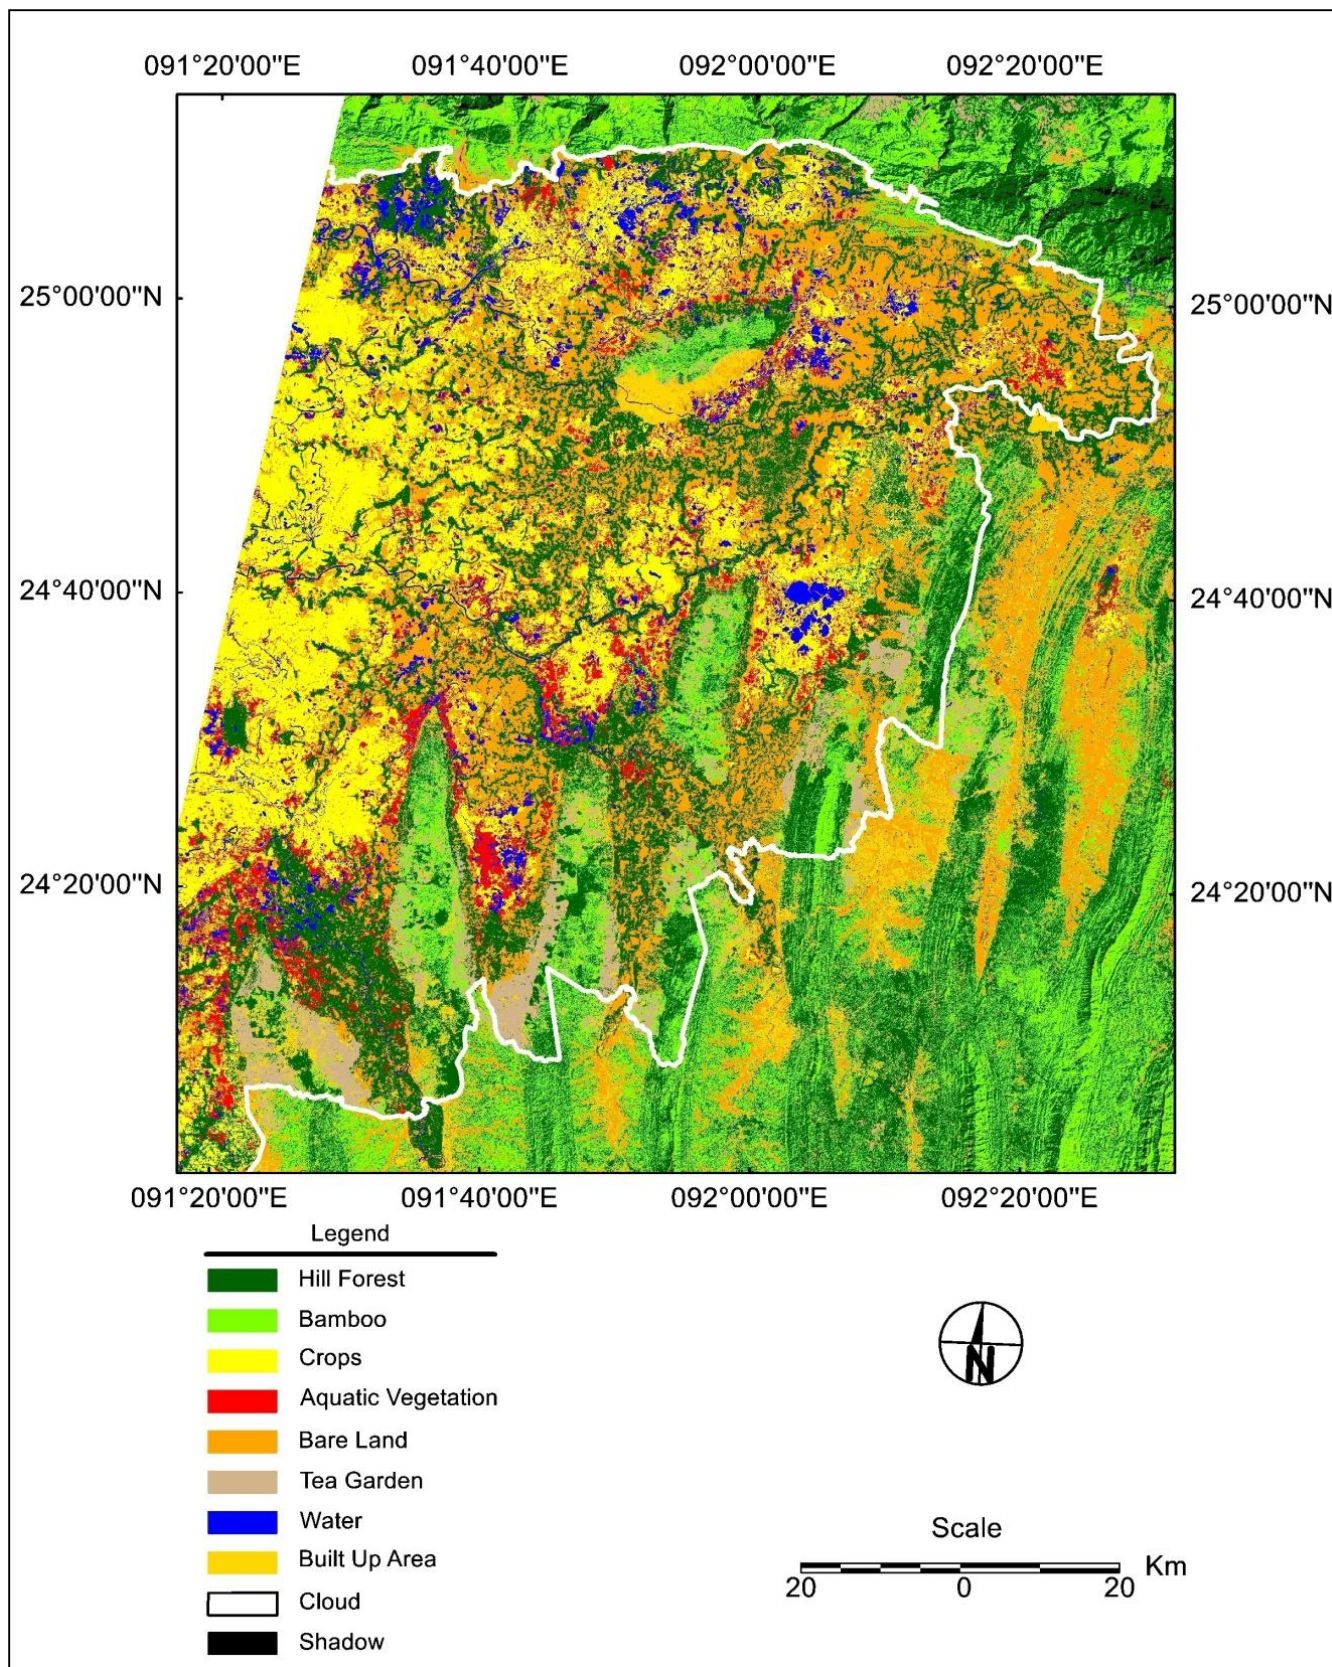 091°20'00"E 091°40'00"E 092°00'00"E 092°20'00"E
25°00'00"N 25°00'00"N
24°40'00"N 24°40'00"N
24°20'00"N 24°20'00"N
091°20'00"E 091°40'00"E 092°00'00"E 092°20'00"E
Legend
Hill Forest
Bamboo
Crops
Aquatic Vegetation
Bare Land
Tea Garden
Water
Built Up Area
Cloud
Shadow
N
Scale
Km
20 0 20